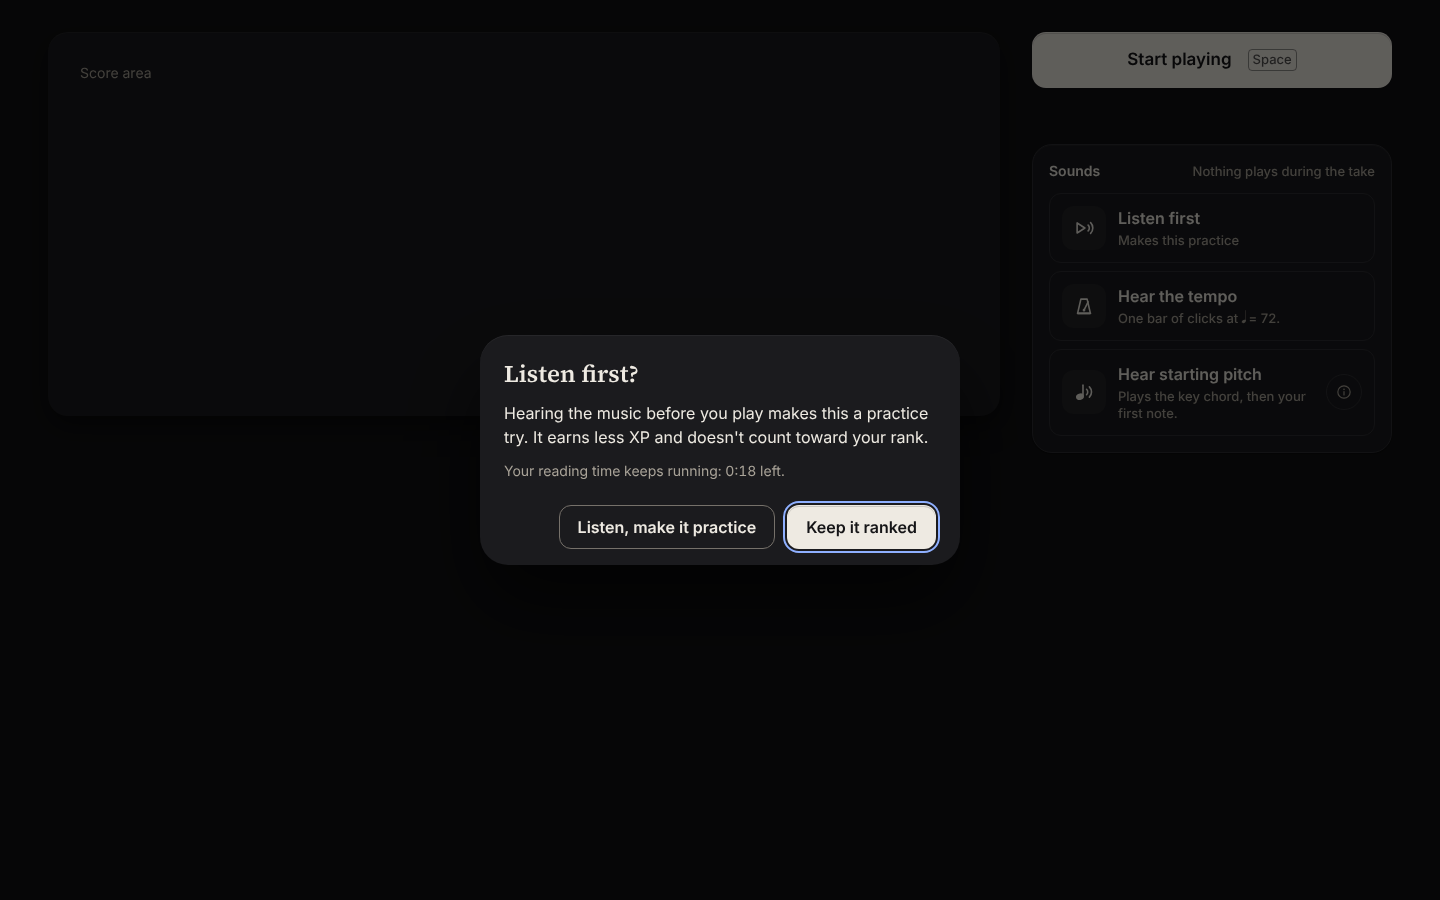 Score area
Start playing Space
Sounds Nothing plays during the take
Listen first
Makes this practice
Hear the tempo
One bar of clicks at ♩ = 72.
Hear starting pitch
Plays the key chord, then your
first note.
Listen first?
Hearing the music before you play makes this a practice
try. It earns less XP and doesn't count toward your rank.
Your reading time keeps running: 0:18 left.
Listen, make it practice Keep it ranked